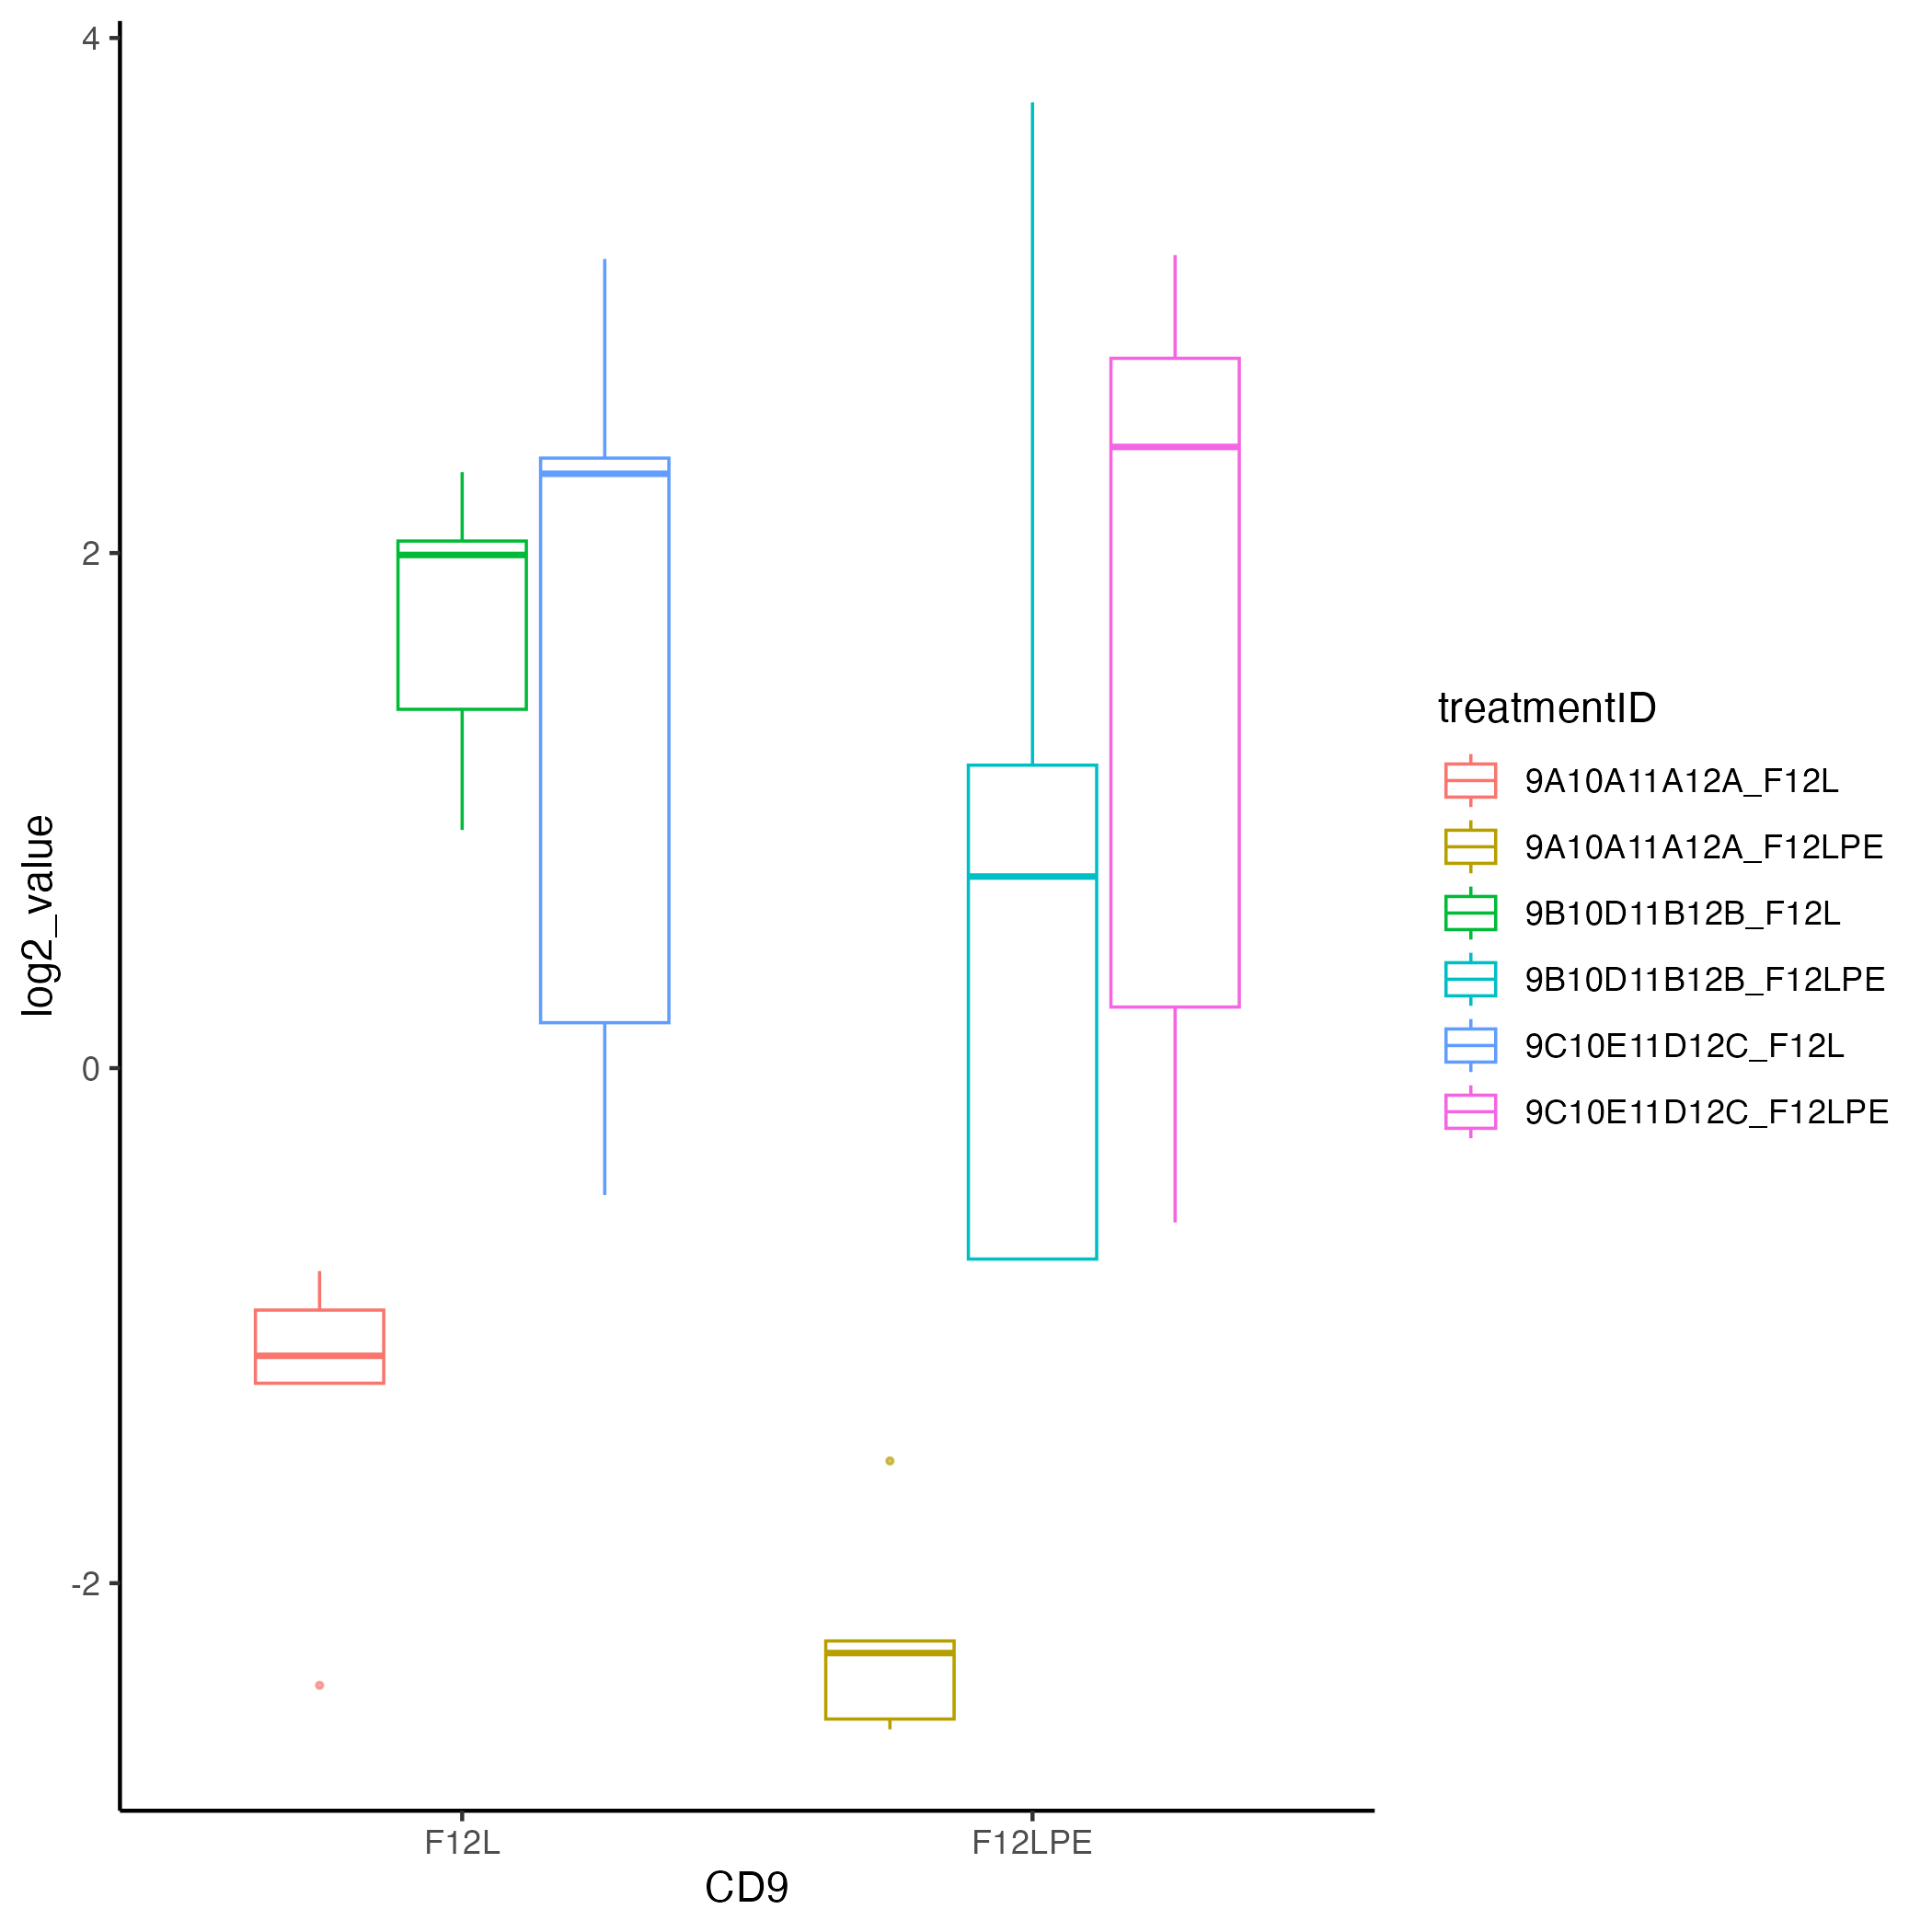 4
2
0
-2
log2_value
F12L
F12LPE
CD9
treatmentID
9A10A11A12A_F12L
9A10A11A12A_F12LPE
9B10D11B12B_F12L
9B10D11B12B_F12LPE
9C10E11D12C_F12L
9C10E11D12C_F12LPE